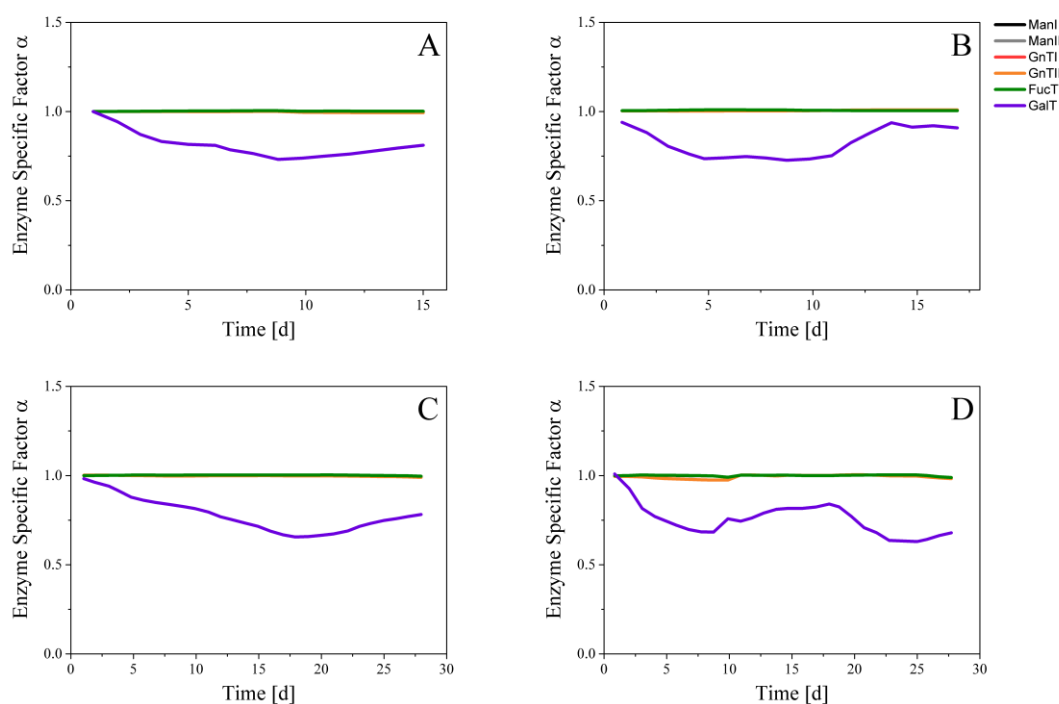 A
Enzyme Specific Factor α
1.5
1.0
0.5
0.0
0 5 10 15
Time [d]
B
Enzyme Specific Factor α
1.5
1.0
0.5
0.0
0 5 10 15
Time [d]
ManI
ManII
GnTI
GnTII
FucT
GalT
C
Enzyme Specific Factor α
1.5
1.0
0.5
0.0
0 5 10 15 20 25 30
Time [d]
D
Enzyme Specific Factor α
1.5
1.0
0.5
0.0
0 5 10 15 20 25 30
Time [d]